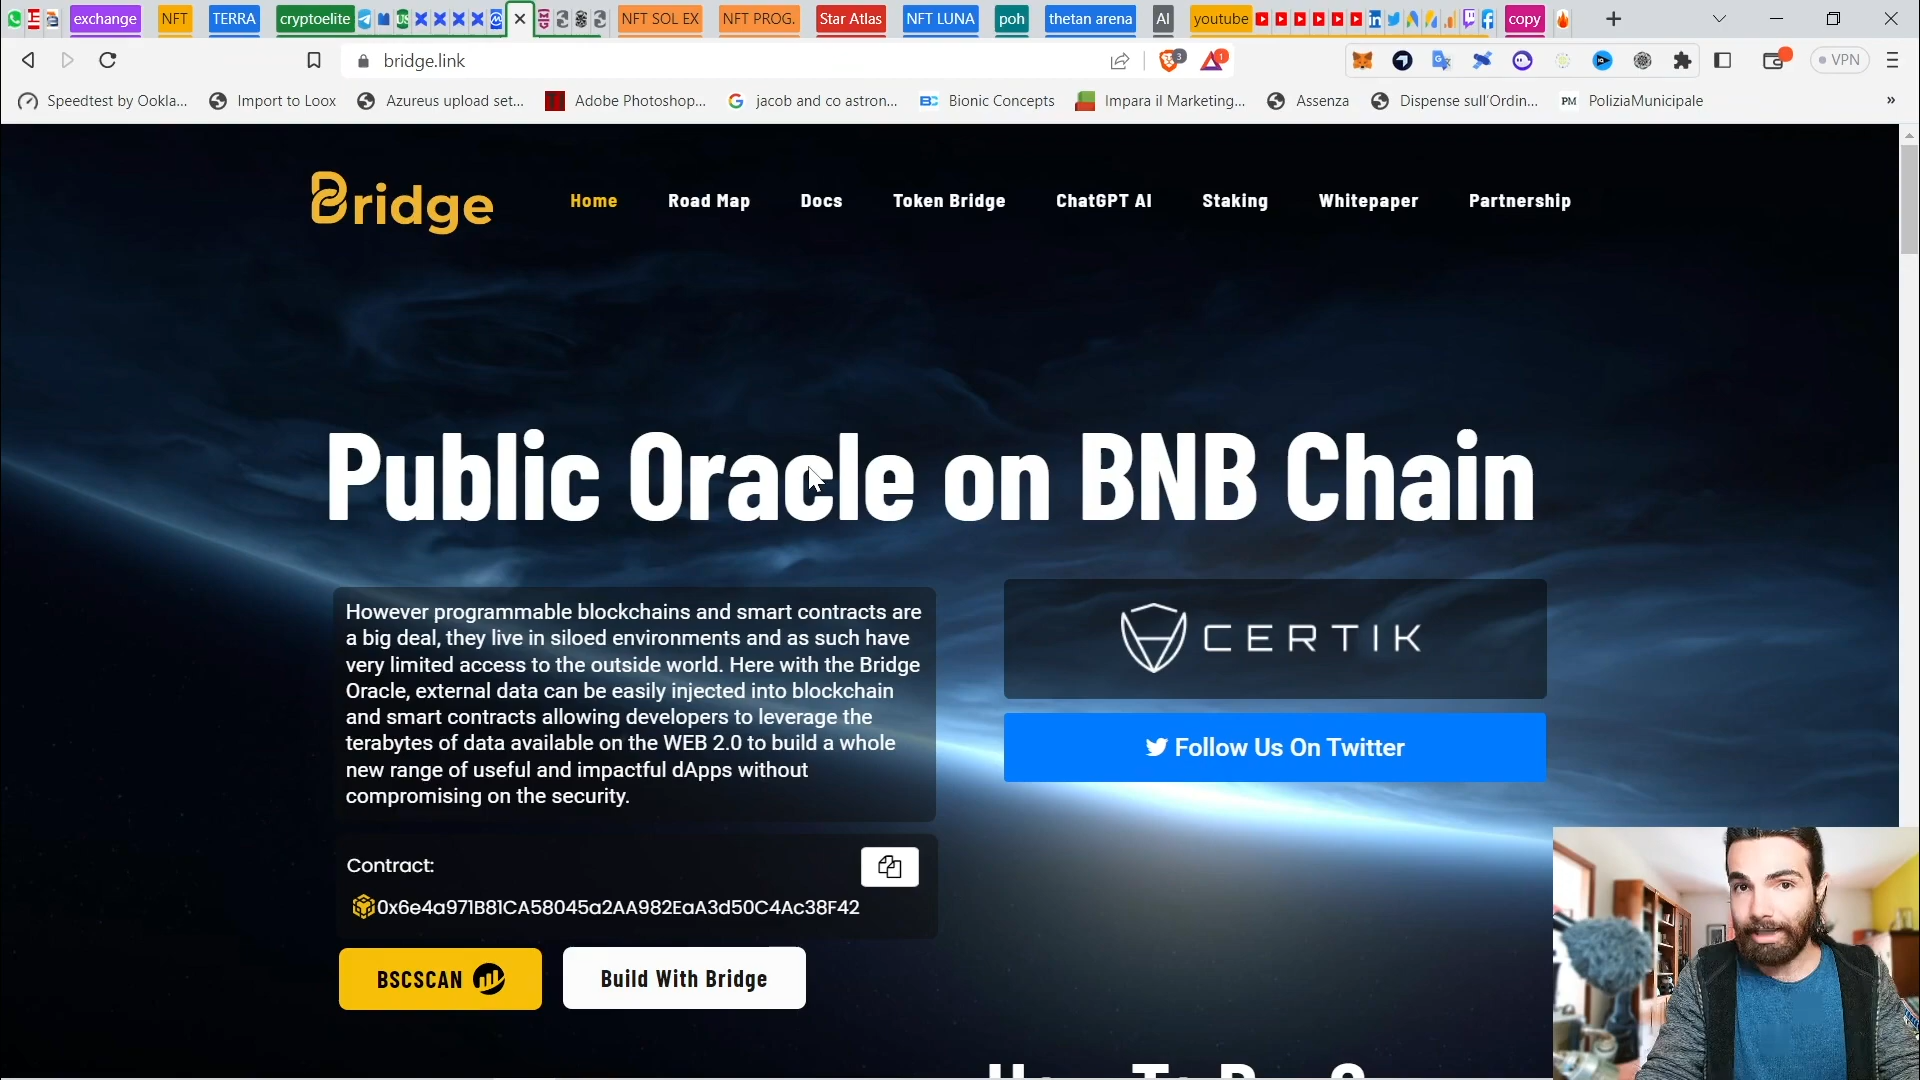 exchange NFT TERRA cryptoelite NFT SOL EX NFT PROG. Star Atlas NFT LUNA poh thetan arena AI youtube copy
bridge.link 3 1 VPN
Speedtest by Ookla... Import to Loox Azureus upload set... Adobe Photoshop... jacob and co astron... Bionic Concepts Impara il Marketing... Assenza Dispense sull'Ordin... PM PoliziaMunicipale »
Bridge Home Road Map Docs Token Bridge ChatGPT AI Staking Whitepaper Partnership
Public Oracle on BNB Chain
However programmable blockchains and smart contracts are
a big deal, they live in siloed environments and as such have
very limited access to the outside world. Here with the Bridge
Oracle, external data can be easily injected into blockchain
and smart contracts allowing developers to leverage the
terabytes of data available on the WEB 2.0 to build a whole
new range of useful and impactful dApps without
compromising on the security.
CERTIK
Follow Us On Twitter
Contract:
0x6e4a971B81CA58045a2AA982EaA3d50C4Ac38F42
BSCSCAN Build With Bridge